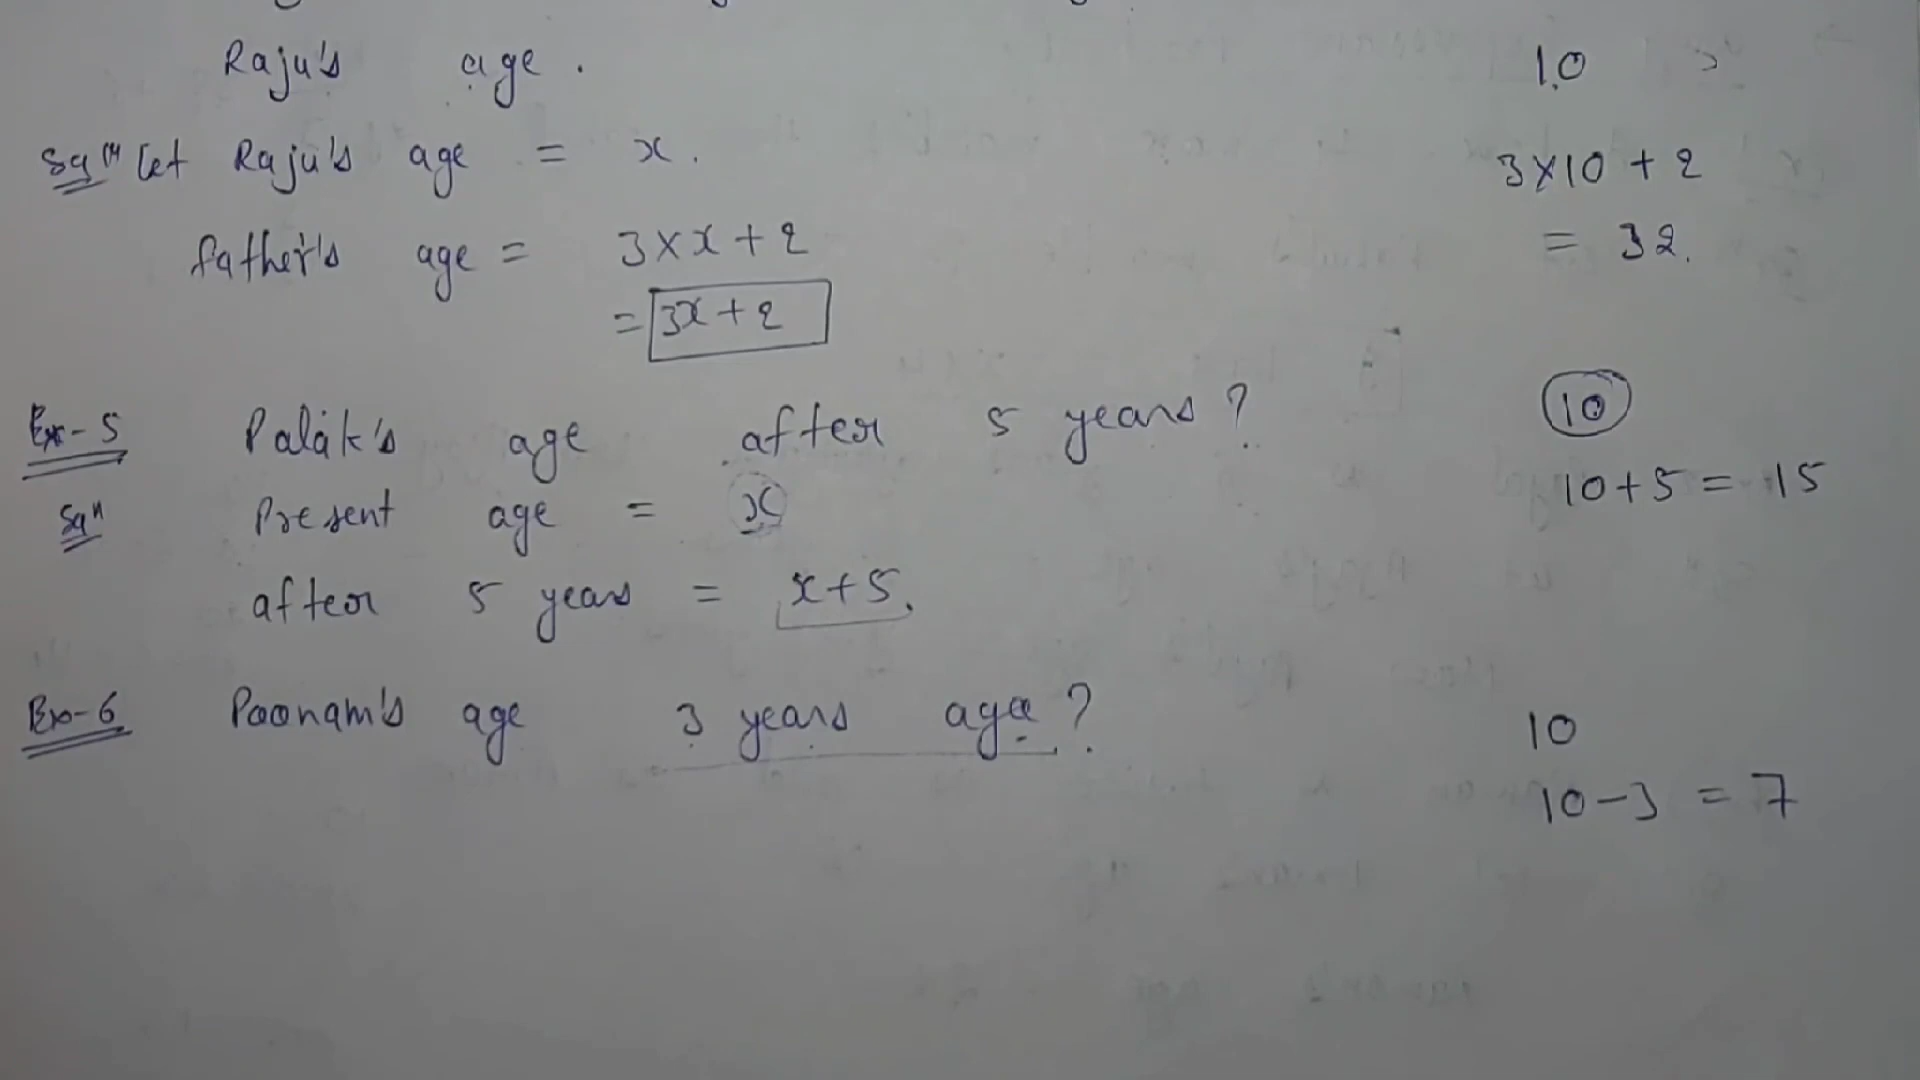 Raju's age. 10
Sqn let Raju's age = x. 3×10+2
father's age = 3×x+2 = 32.
= 3x+2
Ex-5 Palak's age after 5 years? 10
Sqn Present age = x 10+5 = 15
after 5 years = x+5.
Ex-6 Poonam's age 3 years ago? 10
10-3 = 7